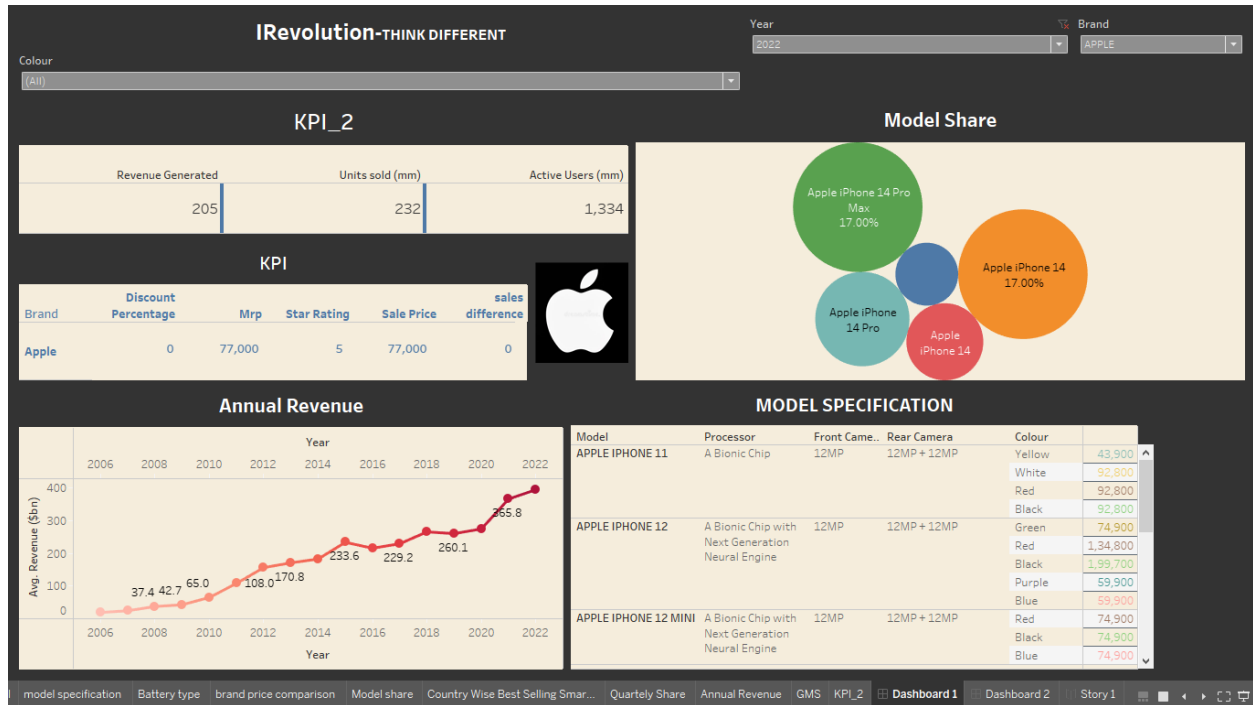 IRevolution-THINK DIFFERENT
Year
2022
Brand
APPLE
Colour
(All)
KPI_2
Revenue Generated Units sold (mm) Active Users (mm)
205 232 1,334
KPI
Brand Discount Percentage Mrp Star Rating Sale Price sales difference
Apple 0 77,000 5 77,000 0
Model Share
Apple iPhone 14 Pro
Max
17.00%
Apple iPhone 14
17.00%
Apple iPhone
14 Pro
Apple
iPhone 14
Annual Revenue
Year
2006 2008 2010 2012 2014 2016 2018 2020 2022
Avg. Revenue ($bn)
400
300
200
100
0
37.4 42.7 65.0 108.0 170.8 233.6 229.2 260.1 365.8
2006 2008 2010 2012 2014 2016 2018 2020 2022
Year
MODEL SPECIFICATION
Model Processor Front Came.. Rear Camera Colour
APPLE IPHONE 11 A Bionic Chip 12MP 12MP + 12MP Yellow 43,900
White 92,800
Red 92,800
Black 92,800
APPLE IPHONE 12 A Bionic Chip with 12MP 12MP + 12MP Green 74,900
Next Generation Red 1,34,800
Neural Engine Black 1,99,700
Purple 59,900
Blue 59,900
APPLE IPHONE 12 MINI A Bionic Chip with 12MP 12MP + 12MP Red 74,900
Next Generation Black 74,900
Neural Engine Blue 74,900
model specification Battery type brand price comparison Model share Country Wise Best Selling Smar... Quartely Share Annual Revenue GMS KPI_2 Dashboard 1 Dashboard 2 Story 1